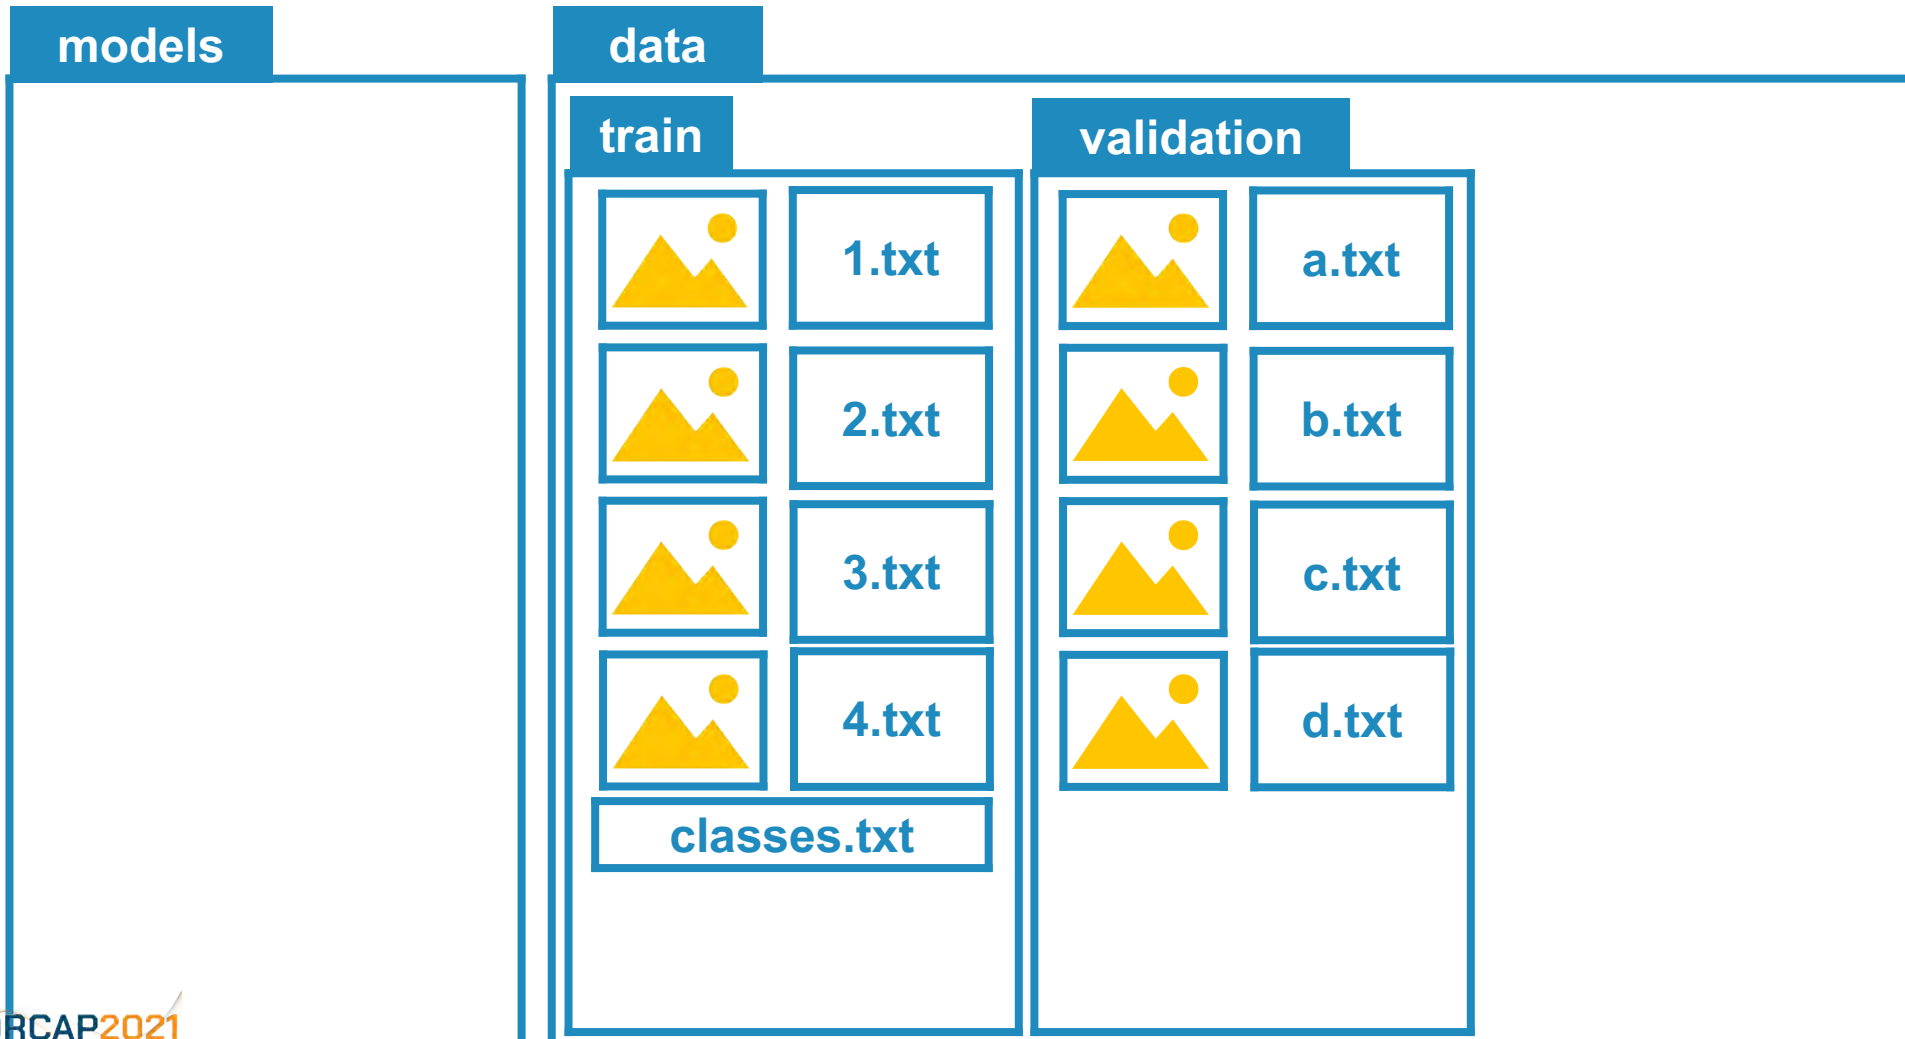 models
data
train
validation
1.txt
a.txt
2.txt
b.txt
3.txt
c.txt
4.txt
d.txt
classes.txt
RCAP2021